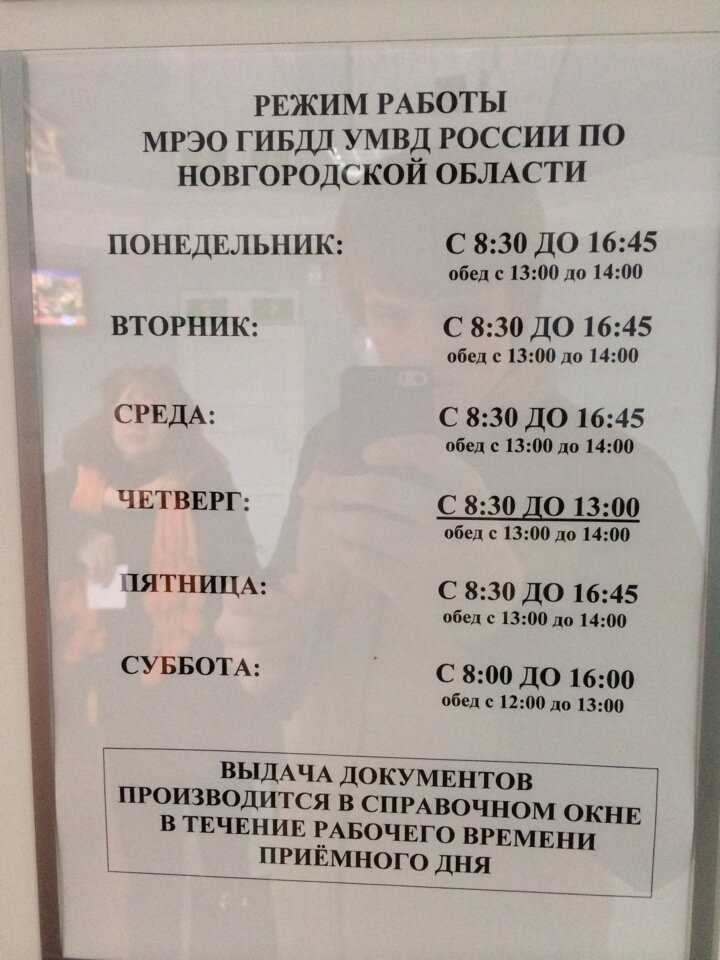 РЕЖИМ РАБОТЫ
МРЭО ГИБДД УМВД РОССИИ ПО
НОВГОРОДСКОЙ ОБЛАСТИ
ПОНЕДЕЛЬНИК: С 8:30 ДО 16:45
обед с 13:00 до 14:00
ВТОРНИК: С 8:30 ДО 16:45
обед с 13:00 до 14:00
СРЕДА: С 8:30 ДО 16:45
обед с 13:00 до 14:00
ЧЕТВЕРГ: С 8:30 ДО 13:00
обед с 13:00 до 14:00
ПЯТНИЦА: С 8:30 ДО 16:45
обед с 13:00 до 14:00
СУББОТА: С 8:00 ДО 16:00
обед с 12:00 до 13:00
ВЫДАЧА ДОКУМЕНТОВ
ПРОИЗВОДИТСЯ В СПРАВОЧНОМ ОКНЕ
В ТЕЧЕНИЕ РАБОЧЕГО ВРЕМЕНИ
ПРИЁМНОГО ДНЯ